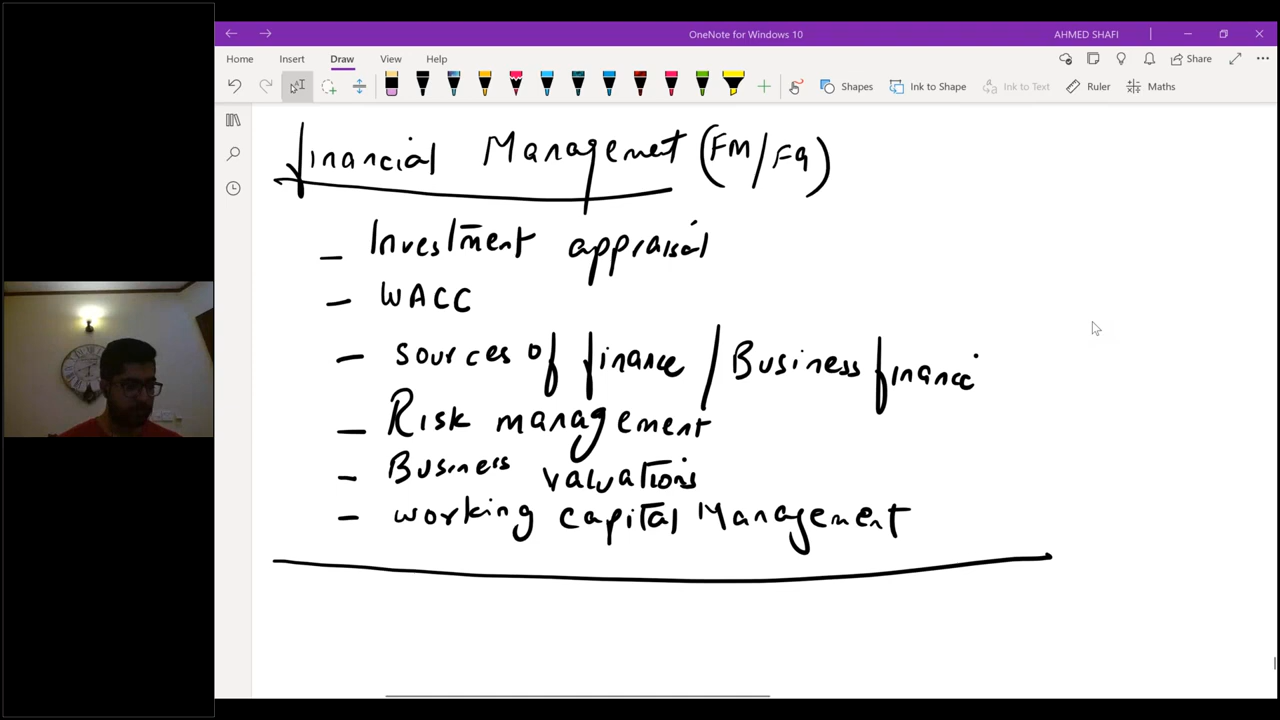 OneNote for Windows 10
AHMED SHAFI
Home Insert Draw View Help
Share
Shapes Ink to Shape Ink to Text Ruler Maths
Financial Management (FM/F9)
- Investment appraisal
- WACC
- Sources of finance / Business financi
- Risk management
- Business valuations
- working capital Management